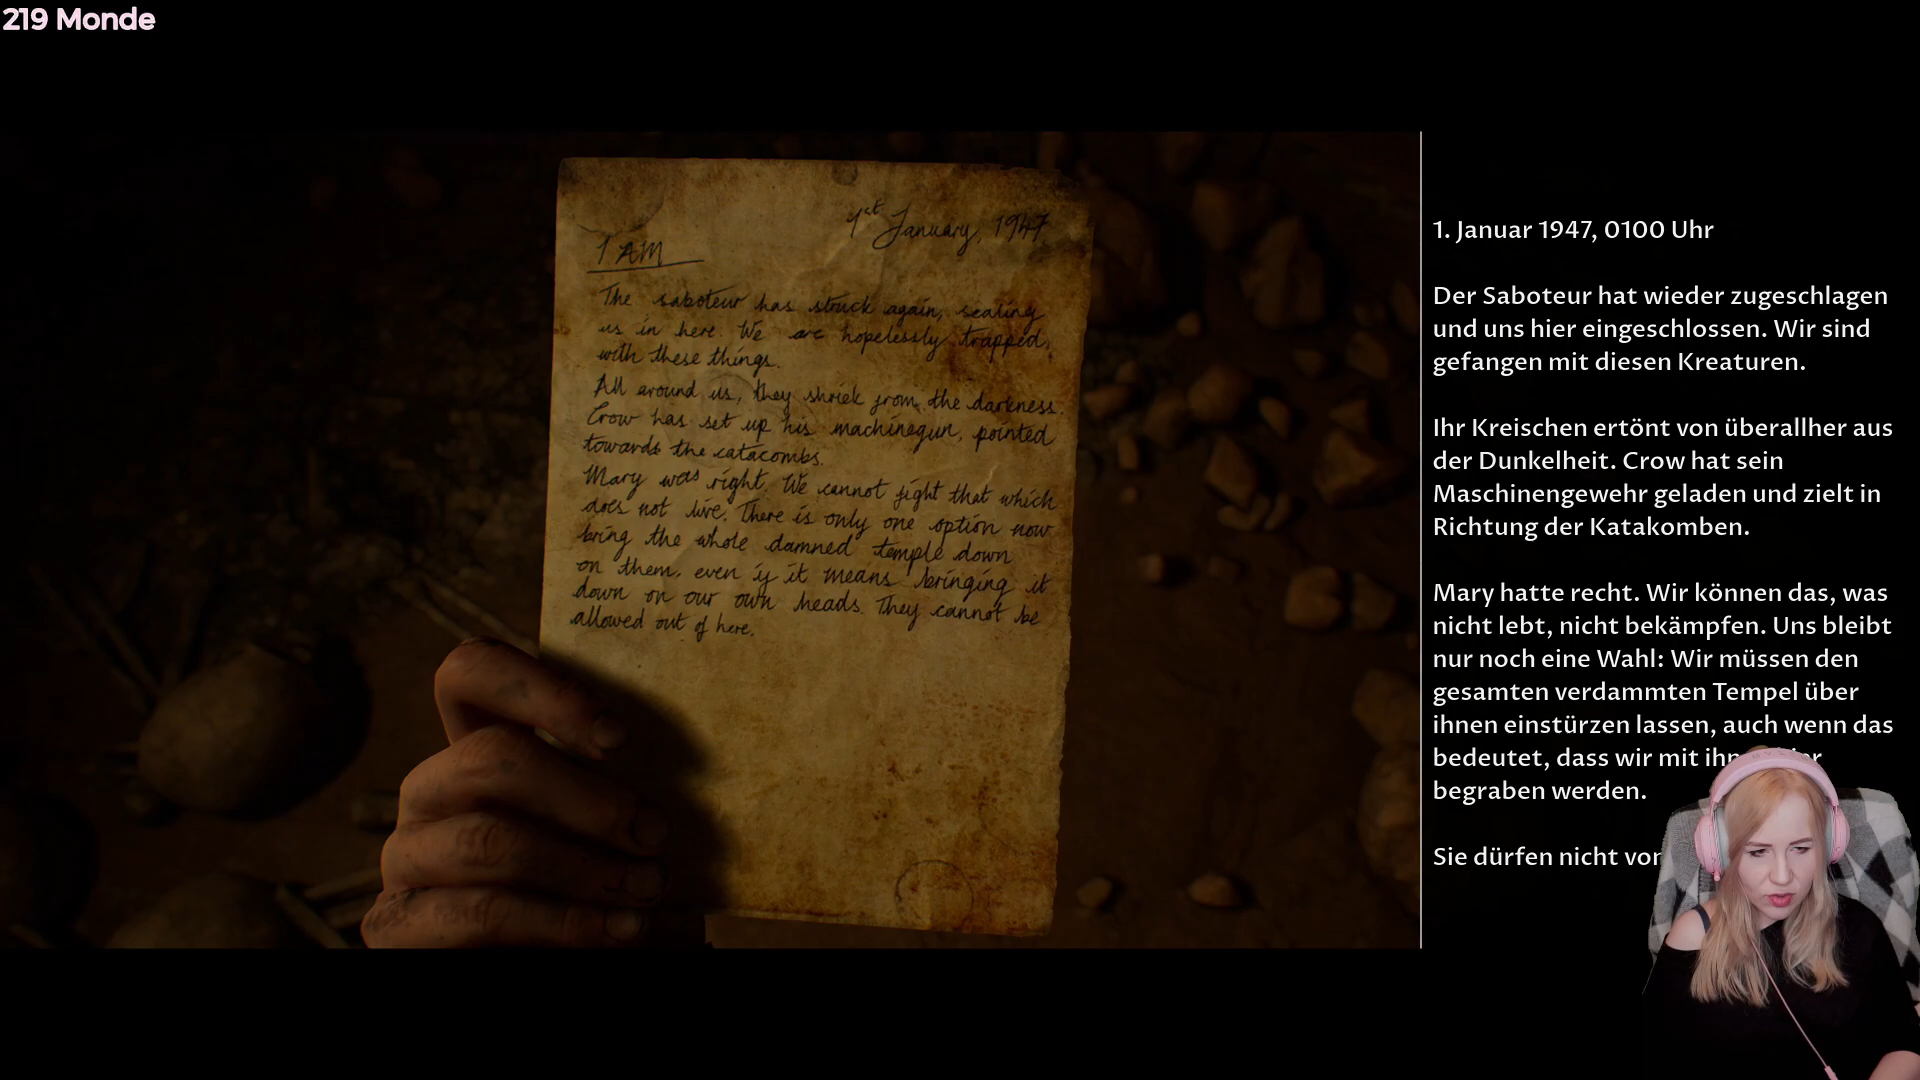 219 Monde
1st January, 1947
1 AM
The saboteur has struck again, sealing
us in here. We are hopelessly trapped,
with these things.
All around us, they shriek from the darkness.
Crow has set up his machinegun, pointed
towards the catacombs.
Mary was right. We cannot fight that which
does not live. There is only one option now
bring the whole damned temple down
on them, even if it means bringing it
down on our own heads. They cannot be
allowed out of here.
1. Januar 1947, 0100 Uhr
Der Saboteur hat wieder zugeschlagen
und uns hier eingeschlossen. Wir sind
gefangen mit diesen Kreaturen.
Ihr Kreischen ertönt von überallher aus
der Dunkelheit. Crow hat sein
Maschinengewehr geladen und zielt in
Richtung der Katakomben.
Mary hatte recht. Wir können das, was
nicht lebt, nicht bekämpfen. Uns bleibt
nur noch eine Wahl: Wir müssen den
gesamten verdammten Tempel über
ihnen einstürzen lassen, auch wenn das
bedeutet, dass wir mit
begraben werden.
Sie dürfen nicht